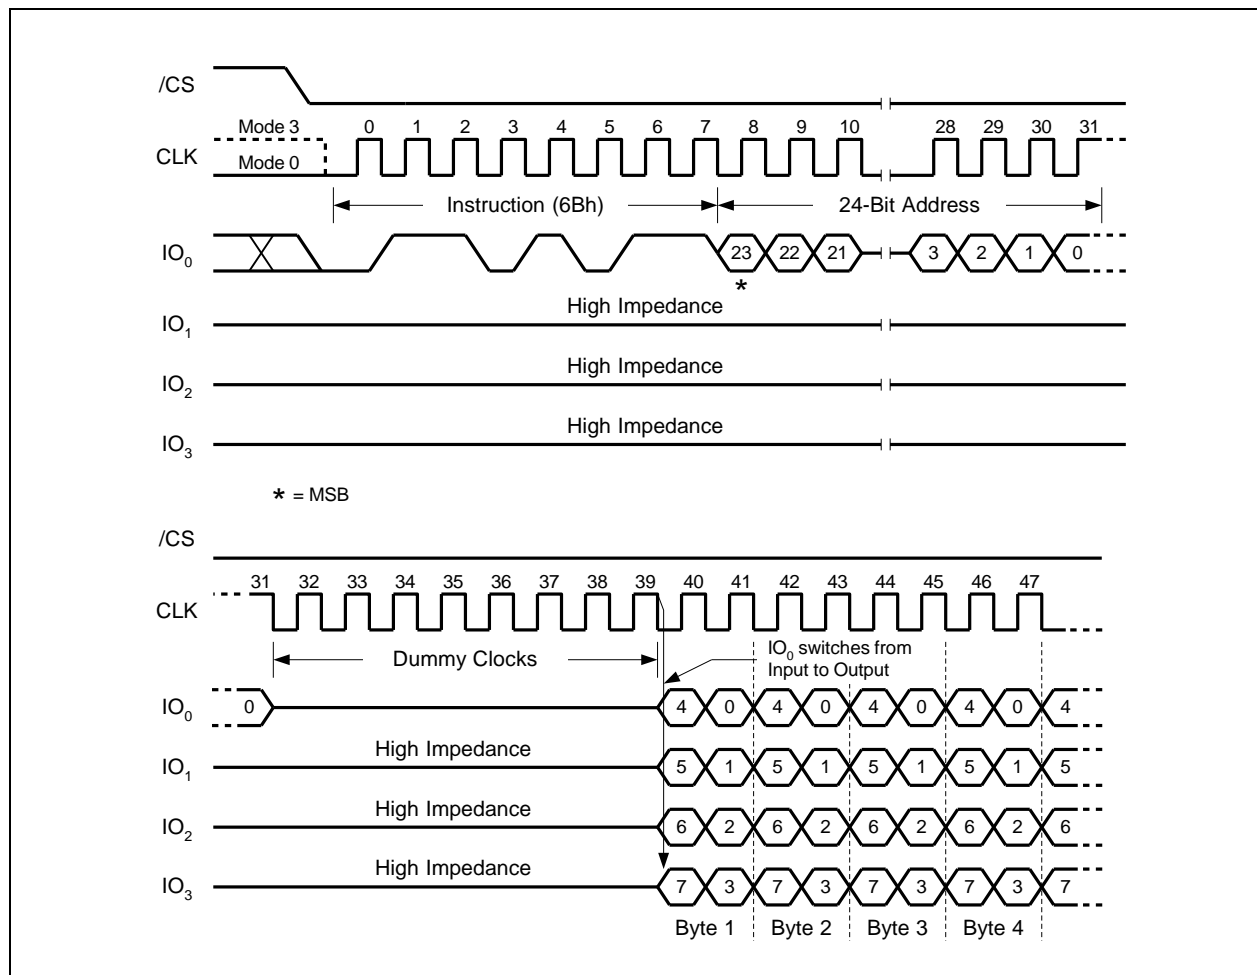 /CS
Mode 3 0 1 2 3 4 5 6 7 8 9 10 28 29 30 31
CLK
Mode 0
Instruction (6Bh) 24-Bit Address
IO0 23 22 21 3 2 1 0
*
High Impedance
IO1
High Impedance
IO2
High Impedance
IO3
* = MSB
/CS
31 32 33 34 35 36 37 38 39 40 41 42 43 44 45 46 47
CLK
Dummy Clocks
IO0 switches from
Input to Output
IO0 0 4 0 4 0 4 0 4 0 4
High Impedance
IO1 5 1 5 1 5 1 5 1 5
High Impedance
IO2 6 2 6 2 6 2 6 2 6
High Impedance
IO3 7 3 7 3 7 3 7 3 7
Byte 1 Byte 2 Byte 3 Byte 4